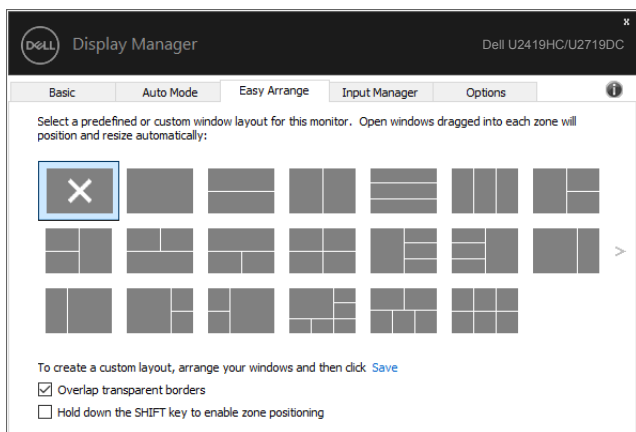 x
DELL Display Manager Dell U2419HC/U2719DC
Basic Auto Mode Easy Arrange Input Manager Options i
Select a predefined or custom window layout for this monitor. Open windows dragged into each zone will
position and resize automatically:
>
To create a custom layout, arrange your windows and then click Save
Overlap transparent borders
Hold down the SHIFT key to enable zone positioning